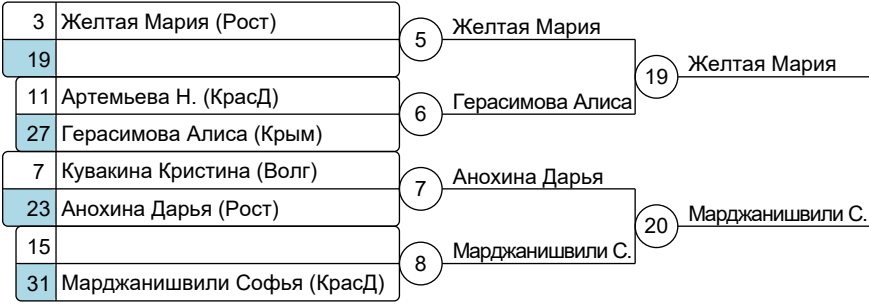 3 Желтая Мария (Рост)
19
5 Желтая Мария
11 Артемьева Н. (КрасД)
27 Герасимова Алиса (Крым)
6 Герасимова Алиса
19 Желтая Мария
7 Кувакина Кристина (Волг)
23 Анохина Дарья (Рост)
7 Анохина Дарья
15
31 Марджанишвили Софья (КрасД)
8 Марджанишвили С.
20 Марджанишвили С.